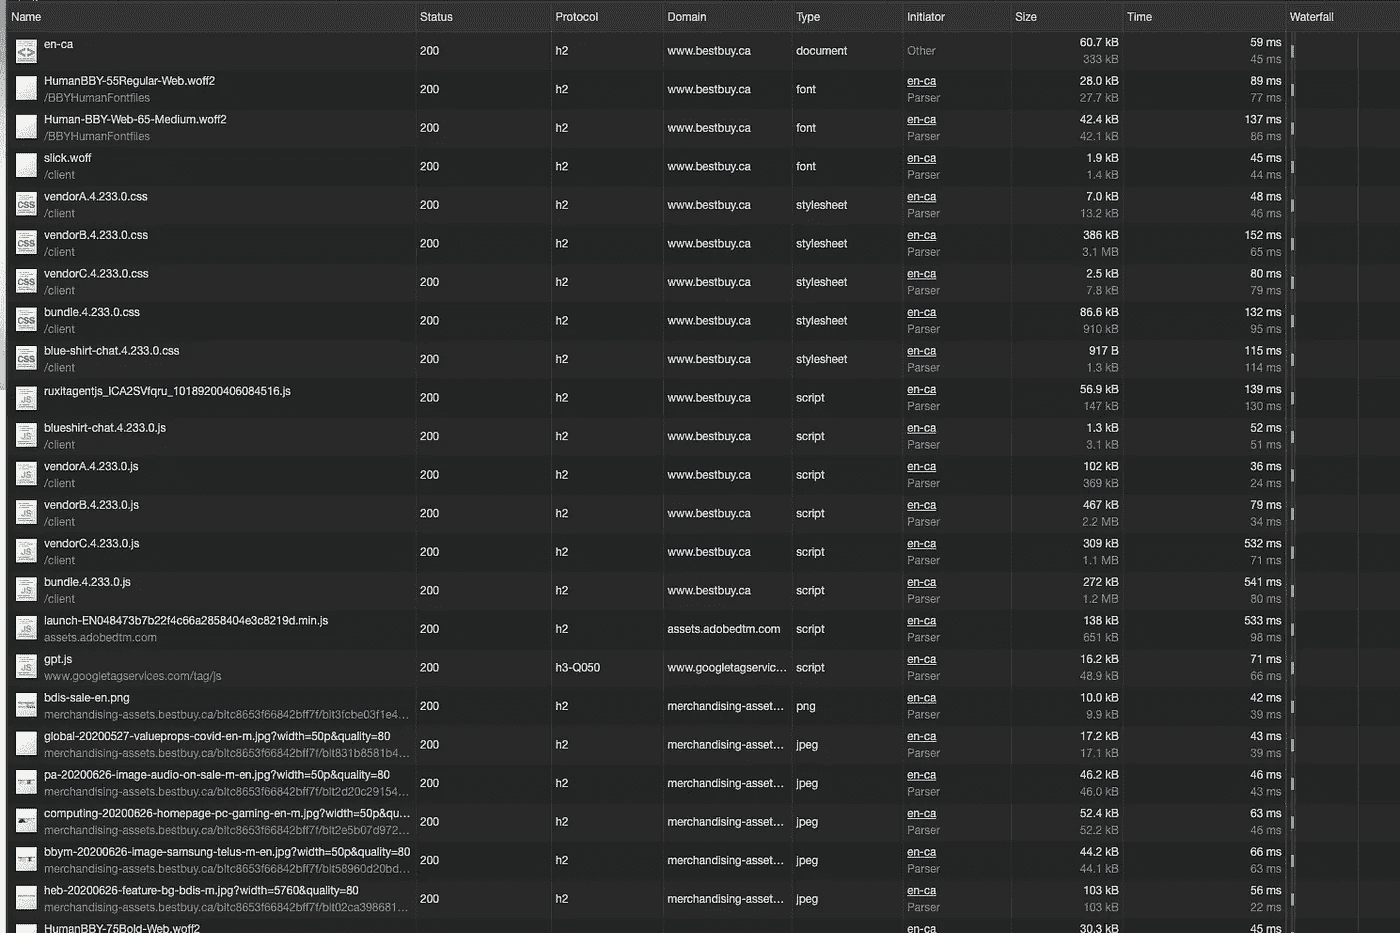 Name Status Protocol Domain Type Initiator Size Time Waterfall
en-ca 200 h2 www.bestbuy.ca document Other 60.7 kB 59 ms
333 kB 45 ms
HumanBBY-55Regular-Web.woff2 200 h2 www.bestbuy.ca font en-ca 28.0 kB 89 ms
/BBYHumanFontfiles Parser 27.7 kB 77 ms
Human-BBY-Web-65-Medium.woff2 200 h2 www.bestbuy.ca font en-ca 42.4 kB 137 ms
/BBYHumanFontfiles Parser 42.1 kB 86 ms
slick.woff 200 h2 www.bestbuy.ca font en-ca 1.9 kB 45 ms
/client Parser 1.4 kB 44 ms
vendorA.4.233.0.css 200 h2 www.bestbuy.ca stylesheet en-ca 7.0 kB 48 ms
/client Parser 13.2 kB 46 ms
vendorB.4.233.0.css 200 h2 www.bestbuy.ca stylesheet en-ca 386 kB 152 ms
/client Parser 3.1 MB 65 ms
vendorC.4.233.0.css 200 h2 www.bestbuy.ca stylesheet en-ca 2.5 kB 80 ms
/client Parser 7.8 kB 79 ms
bundle.4.233.0.css 200 h2 www.bestbuy.ca stylesheet en-ca 86.6 kB 132 ms
/client Parser 910 kB 95 ms
blue-shirt-chat.4.233.0.css 200 h2 www.bestbuy.ca stylesheet en-ca 917 B 115 ms
/client Parser 1.3 kB 114 ms
ruxitagentjs_ICA2SVfqru_10189200406084516.js 200 h2 www.bestbuy.ca script en-ca 56.9 kB 139 ms
Parser 147 kB 130 ms
blueshirt-chat.4.233.0.js 200 h2 www.bestbuy.ca script en-ca 1.3 kB 52 ms
/client Parser 3.1 kB 51 ms
vendorA.4.233.0.js 200 h2 www.bestbuy.ca script en-ca 102 kB 36 ms
/client Parser 369 kB 24 ms
vendorB.4.233.0.js 200 h2 www.bestbuy.ca script en-ca 467 kB 79 ms
/client Parser 2.2 MB 34 ms
vendorC.4.233.0.js 200 h2 www.bestbuy.ca script en-ca 309 kB 532 ms
/client Parser 1.1 MB 71 ms
bundle.4.233.0.js 200 h2 www.bestbuy.ca script en-ca 272 kB 541 ms
/client Parser 1.2 MB 80 ms
launch-EN048473b7b22f4c66a2858404e3c8219d.min.js 200 h2 assets.adobedtm.com script en-ca 138 kB 533 ms
assets.adobedtm.com Parser 651 kB 98 ms
gpt.js 200 h3-Q050 www.googletagservic... script en-ca 16.2 kB 71 ms
www.googletagservices.com/tag/js Parser 48.9 kB 66 ms
bdis-sale-en.png 200 h2 merchandising-asset... png en-ca 10.0 kB 42 ms
merchandising-assets.bestbuy.ca/bltc8653f66842bff7f/blt3fcbe03f1e4... Parser 9.9 kB 39 ms
global-20200527-valueprops-covid-en-m.jpg?width=50p&quality=80 200 h2 merchandising-asset... jpeg en-ca 17.2 kB 43 ms
merchandising-assets.bestbuy.ca/bltc8653f66842bff7f/blt831b8581b4... Parser 17.1 kB 39 ms
pa-20200626-image-audio-on-sale-m-en.jpg?width=50p&quality=80 200 h2 merchandising-asset... jpeg en-ca 46.2 kB 46 ms
merchandising-assets.bestbuy.ca/bltc8653f66842bff7f/blt2d20c29154... Parser 46.0 kB 43 ms
computing-20200626-homepage-pc-gaming-en-m.jpg?width=50p&qu... 200 h2 merchandising-asset... jpeg en-ca 52.4 kB 63 ms
merchandising-assets.bestbuy.ca/bltc8653f66842bff7f/blt2e5b07d972... Parser 52.2 kB 46 ms
bbym-20200626-image-samsung-telus-m-en.jpg?width=50p&quality=80 200 h2 merchandising-asset... jpeg en-ca 44.2 kB 66 ms
merchandising-assets.bestbuy.ca/bltc8653f66842bff7f/blt58960d20bd... Parser 44.1 kB 63 ms
heb-20200626-feature-bg-bdis-m.jpg?width=5760&quality=80 200 h2 merchandising-asset... jpeg en-ca 103 kB 56 ms
merchandising-assets.bestbuy.ca/bltc8653f66842bff7f/blt02ca398681... Parser 103 kB 22 ms
HumanBBY-75Bold-Web.woff2 en-ca 30.3 kB 45 ms